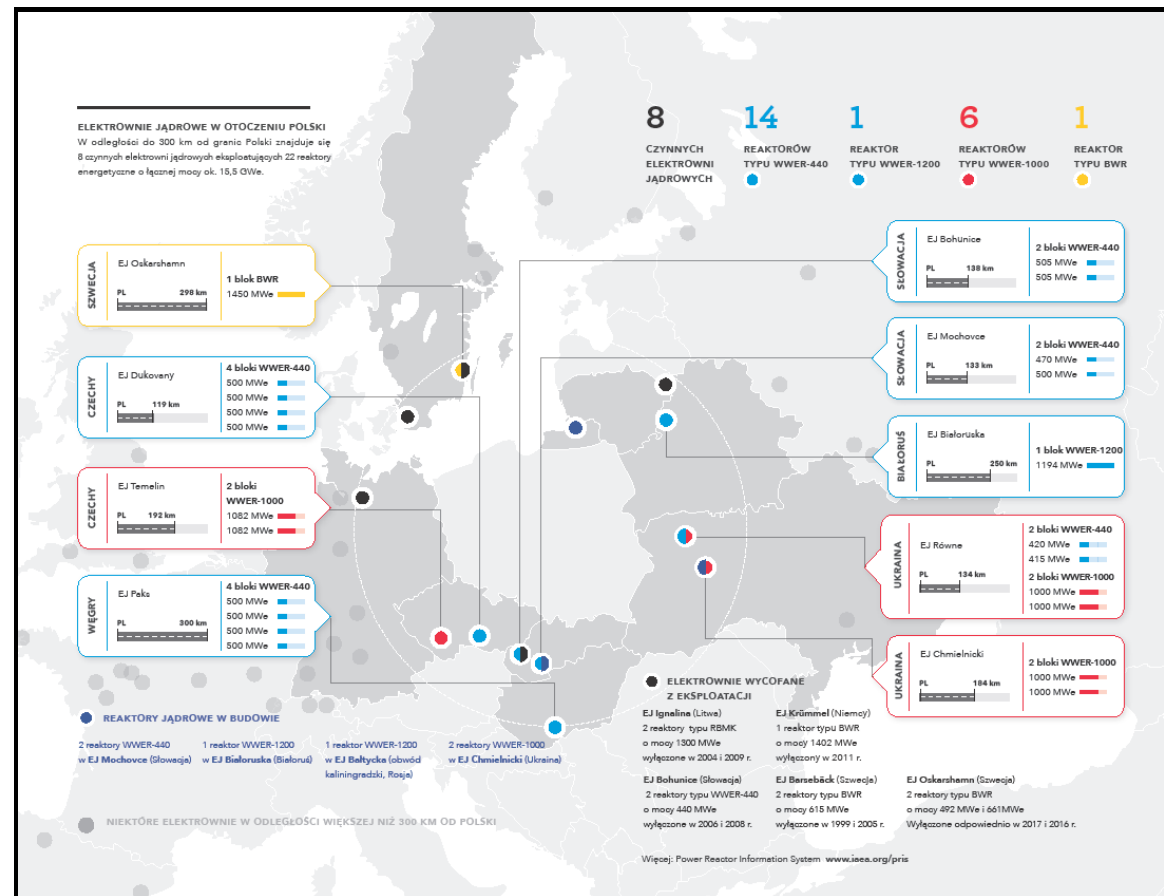 ELEKTROWNIE JĄDROWE W OTOCZENIU POLSKI
W odległości do 300 km od granic Polski znajduje się
8 czynnych elektrowni jądrowych eksploatujących 22 reaktory
energetyczne o łącznej mocy ok. 15,5 GWe.
8
CZYNNYCH
ELEKTROWNI
JĄDROWYCH
14
REAKTORÓW
TYPU WWER-440
1
REAKTOR
TYPU WWER-1200
6
REAKTORÓW
TYPU WWER-1000
1
REAKTOR
TYPU BWR
SZWECJA
EJ Oskarshamn
PL 298 km
1 blok BWR
1450 MWe
CZECHY
EJ Dukovany
PL 119 km
4 bloki WWER-440
500 MWe
500 MWe
500 MWe
500 MWe
CZECHY
EJ Temelin
PL 192 km
2 bloki
WWER-1000
1082 MWe
1082 MWe
WĘGRY
EJ Paks
PL 300 km
4 bloki WWER-440
500 MWe
500 MWe
500 MWe
500 MWe
SŁOWACJA
EJ Bohunice
PL 138 km
2 bloki WWER-440
505 MWe
505 MWe
SŁOWACJA
EJ Mochovce
PL 133 km
2 bloki WWER-440
470 MWe
500 MWe
BIAŁORUŚ
EJ Białoruska
PL 250 km
1 blok WWER-1200
1194 MWe
UKRAINA
EJ Równe
PL 134 km
2 bloki WWER-440
420 MWe
415 MWe
2 bloki WWER-1000
1000 MWe
1000 MWe
UKRAINA
EJ Chmielnicki
PL 184 km
2 bloki WWER-1000
1000 MWe
1000 MWe
REAKTORY JĄDROWE W BUDOWIE
2 reaktory WWER-440
w EJ Mochovce (Słowacja)
1 reaktor WWER-1200
w EJ Białoruska (Białoruś)
1 reaktor WWER-1200
w EJ Bałtycka (obwód
kaliningradzki, Rosja)
2 reaktory WWER-1000
w EJ Chmielnicki (Ukraina)
NIEKTÓRE ELEKTROWNIE W ODLEGŁOŚCI WIĘKSZEJ NIŻ 300 KM OD POLSKI
ELEKTROWNIE WYCOFANE
Z EKSPLOATACJI
EJ Ignalina (Litwa)
2 reaktory typu RBMK
o mocy 1300 MWe
wyłączone w 2004 i 2009 r.
EJ Krümmel (Niemcy)
1 reaktor typu BWR
o mocy 1402 MWe
wyłączony w 2011 r.
EJ Bohunice (Słowacja)
2 reaktory typu WWER-440
o mocy 440 MWe
wyłączone w 2006 i 2008 r.
EJ Barsebäck (Szwecja)
2 reaktory typu BWR
o mocy 615 MWe
wyłączone w 1999 i 2005 r.
EJ Oskarshamn (Szwecja)
2 reaktory typu BWR
o mocy 492 MWe i 661MWe
Wyłączone odpowiednio w 2017 i 2016 r.
Więcej: Power Reactor Information System www.iaea.org/pris